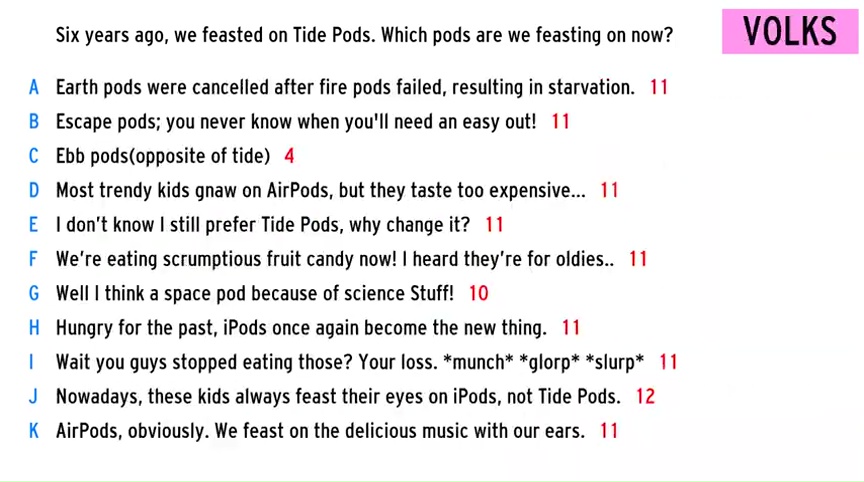 Six years ago, we feasted on Tide Pods. Which pods are we feasting on now?
VOLKS
A Earth pods were cancelled after fire pods failed, resulting in starvation. 11
B Escape pods; you never know when you'll need an easy out! 11
C Ebb pods(opposite of tide) 4
D Most trendy kids gnaw on AirPods, but they taste too expensive... 11
E I don't know I still prefer Tide Pods, why change it? 11
F We're eating scrumptious fruit candy now! I heard they're for oldies.. 11
G Well I think a space pod because of science Stuff! 10
H Hungry for the past, iPods once again become the new thing. 11
I Wait you guys stopped eating those? Your loss. *munch* *glorp* *slurp* 11
J Nowadays, these kids always feast their eyes on iPods, not Tide Pods. 12
K AirPods, obviously. We feast on the delicious music with our ears. 11